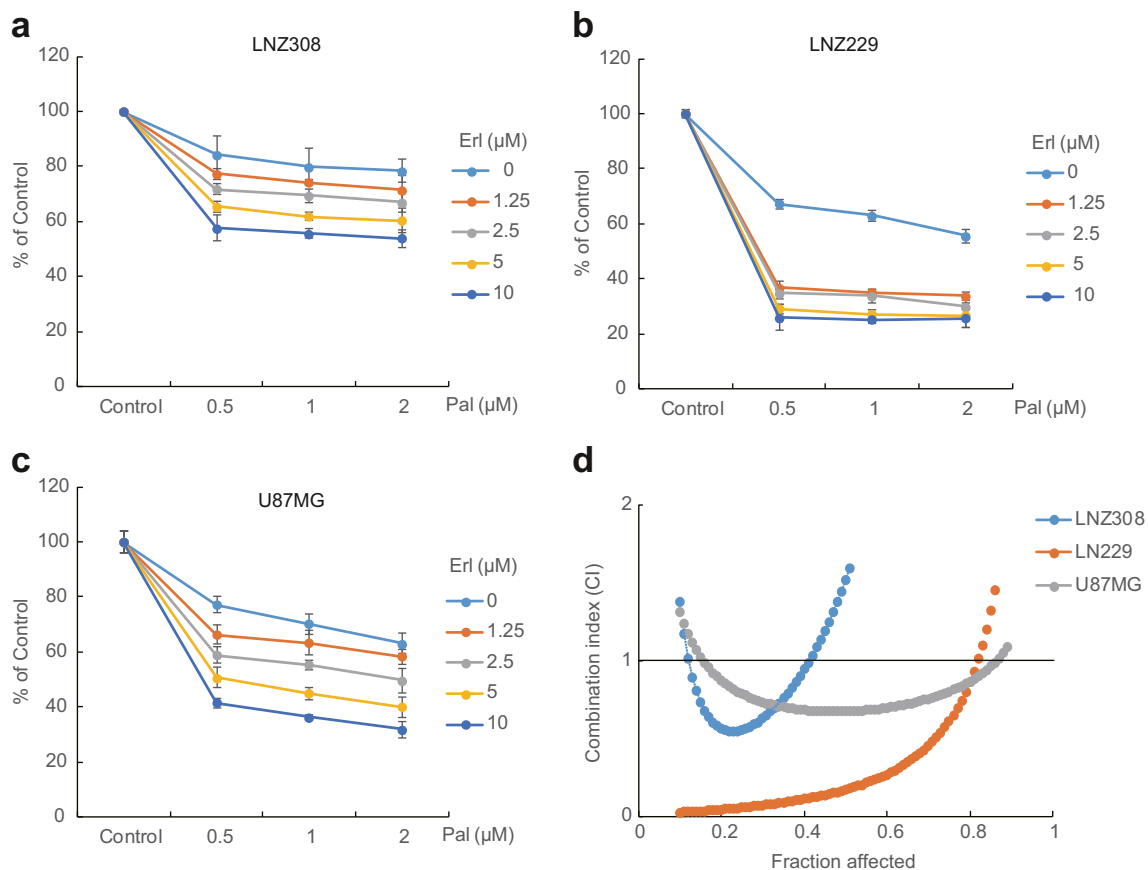 a
LNZ308
120
100
80
60
40
20
0
% of Control
Control 0.5 1 2 Pal (µM)
Erl (µM)
0
1.25
2.5
5
10
b
LNZ229
120
100
80
60
40
20
0
% of Control
Control 0.5 1 2 Pal (µM)
Erl (µM)
0
1.25
2.5
5
10
c
U87MG
120
100
80
60
40
20
0
% of Control
Control 0.5 1 2 Pal (µM)
Erl (µM)
0
1.25
2.5
5
10
d
2
1
0
Combination index (CI)
0 0.2 0.4 0.6 0.8 1
Fraction affected
LNZ308
LN229
U87MG